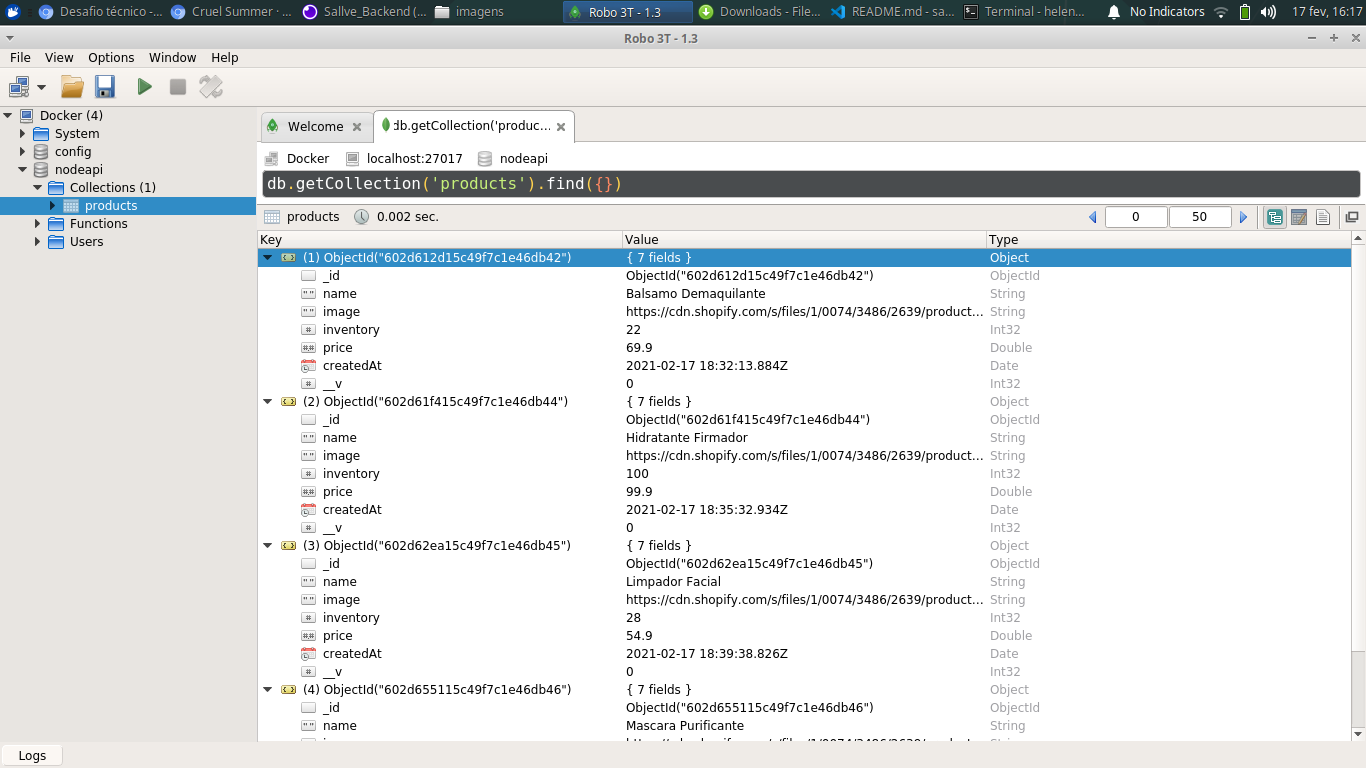 Desafio técnico -...
Cruel Summer · ...
Sallve_Backend (...
imagens
Robo 3T - 1.3
Downloads - File...
README.md - sa...
Terminal - helen...
No Indicators
17 fev, 16:17
Robo 3T - 1.3
File View Options Window Help
Docker (4)
System
config
nodeapi
Collections (1)
products
Functions
Users
Welcome
db.getCollection('produc...
Docker localhost:27017 nodeapi
db.getCollection('products').find({})
products 0.002 sec. 0 50
Key Value Type
(1) ObjectId("602d612d15c49f7c1e46db42") { 7 fields } Object
_id ObjectId("602d612d15c49f7c1e46db42") ObjectId
name Balsamo Demaquilante String
image https://cdn.shopify.com/s/files/1/0074/3486/2639/product... String
inventory 22 Int32
price 69.9 Double
createdAt 2021-02-17 18:32:13.884Z Date
__v 0 Int32
(2) ObjectId("602d61f415c49f7c1e46db44") { 7 fields } Object
_id ObjectId("602d61f415c49f7c1e46db44") ObjectId
name Hidratante Firmador String
image https://cdn.shopify.com/s/files/1/0074/3486/2639/product... String
inventory 100 Int32
price 99.9 Double
createdAt 2021-02-17 18:35:32.934Z Date
__v 0 Int32
(3) ObjectId("602d62ea15c49f7c1e46db45") { 7 fields } Object
_id ObjectId("602d62ea15c49f7c1e46db45") ObjectId
name Limpador Facial String
image https://cdn.shopify.com/s/files/1/0074/3486/2639/product... String
inventory 28 Int32
price 54.9 Double
createdAt 2021-02-17 18:39:38.826Z Date
__v 0 Int32
(4) ObjectId("602d655115c49f7c1e46db46") { 7 fields } Object
_id ObjectId("602d655115c49f7c1e46db46") ObjectId
name Mascara Purificante String
Logs